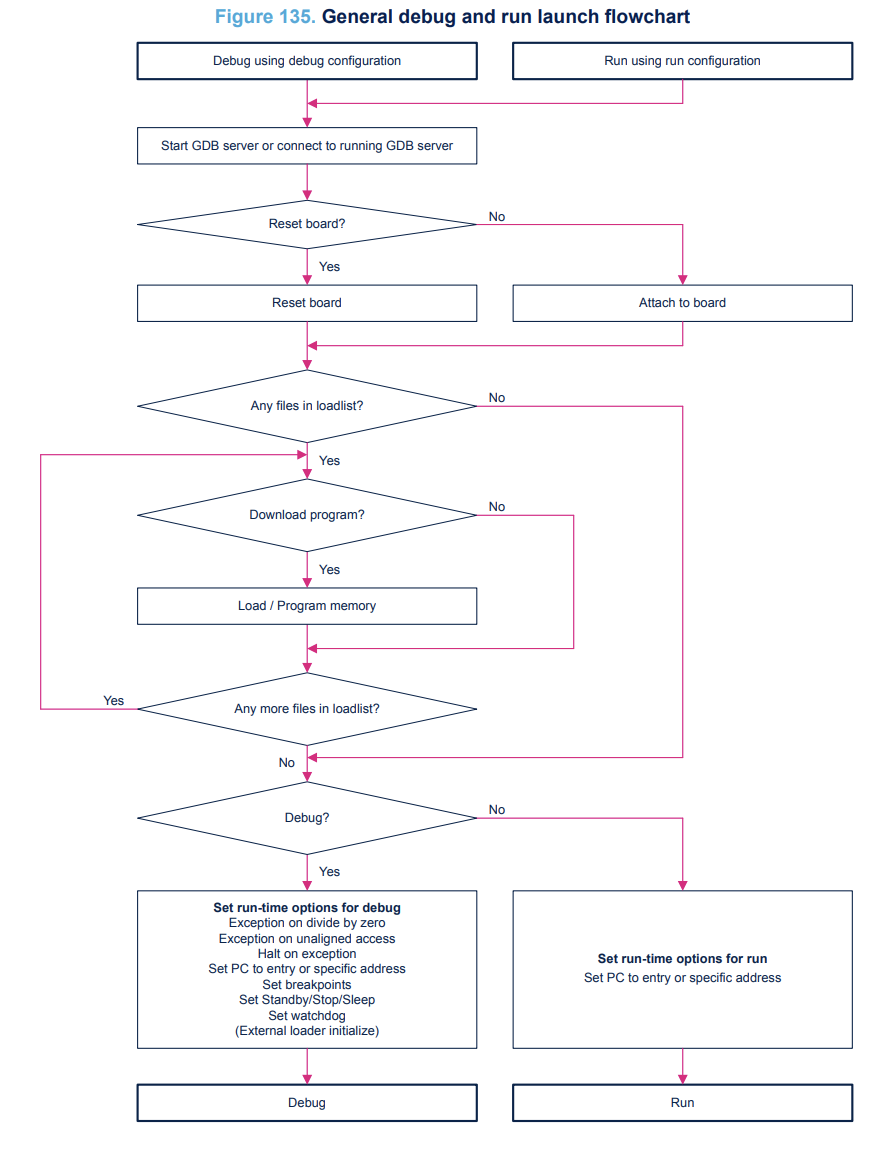 Figure 135. General debug and run launch flowchart
Debug using debug configuration
Run using run configuration
Start GDB server or connect to running GDB server
Reset board?
No
Yes
Reset board
Attach to board
Any files in loadlist?
No
Yes
Download program?
No
Yes
Load / Program memory
Any more files in loadlist?
Yes
No
Debug?
No
Yes
Set run-time options for debug
Exception on divide by zero
Exception on unaligned access
Halt on exception
Set PC to entry or specific address
Set breakpoints
Set Standby/Stop/Sleep
Set watchdog
(External loader initialize)
Set run-time options for run
Set PC to entry or specific address
Debug
Run